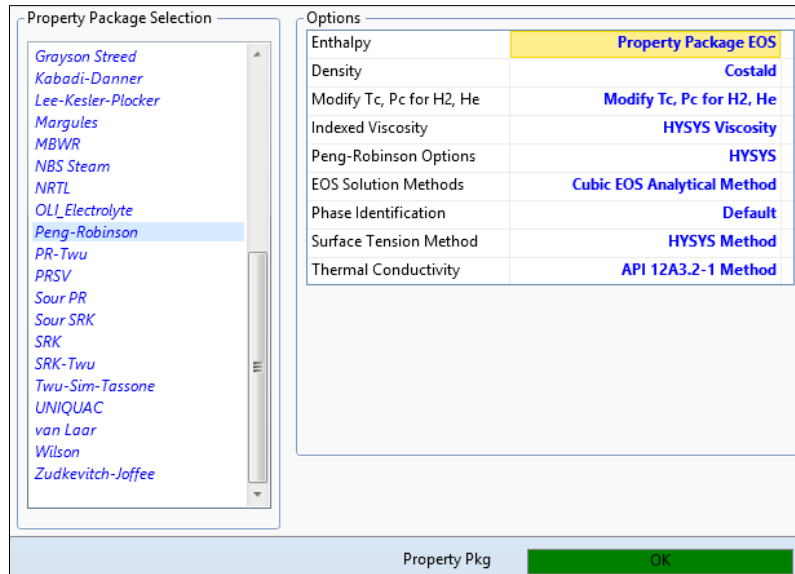 Property Package Selection
Grayson Streed
Kabadi-Danner
Lee-Kesler-Plocker
Margules
MBWR
NBS Steam
NRTL
OLI_Electrolyte
Peng-Robinson
PR-Twu
PRSV
Sour PR
Sour SRK
SRK
SRK-Twu
Twu-Sim-Tassone
UNIQUAC
van Laar
Wilson
Zudkevitch-Joffee
Options
Enthalpy Property Package EOS
Density Costald
Modify Tc, Pc for H2, He Modify Tc, Pc for H2, He
Indexed Viscosity HYSYS Viscosity
Peng-Robinson Options HYSYS
EOS Solution Methods Cubic EOS Analytical Method
Phase Identification Default
Surface Tension Method HYSYS Method
Thermal Conductivity API 12A3.2-1 Method
Property Pkg OK